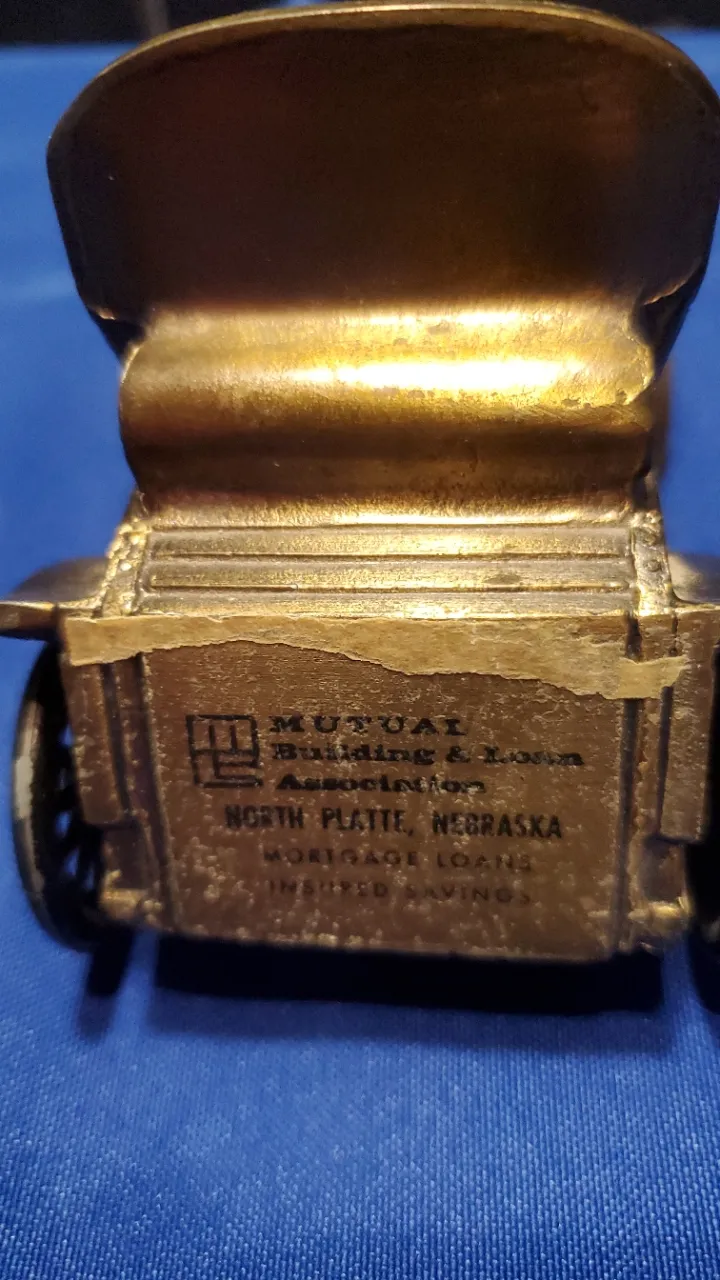 MUTUAL
Building & Loan
Association
NORTH PLATTE, NEBRASKA
MORTGAGE LOANS
INSURED SAVINGS